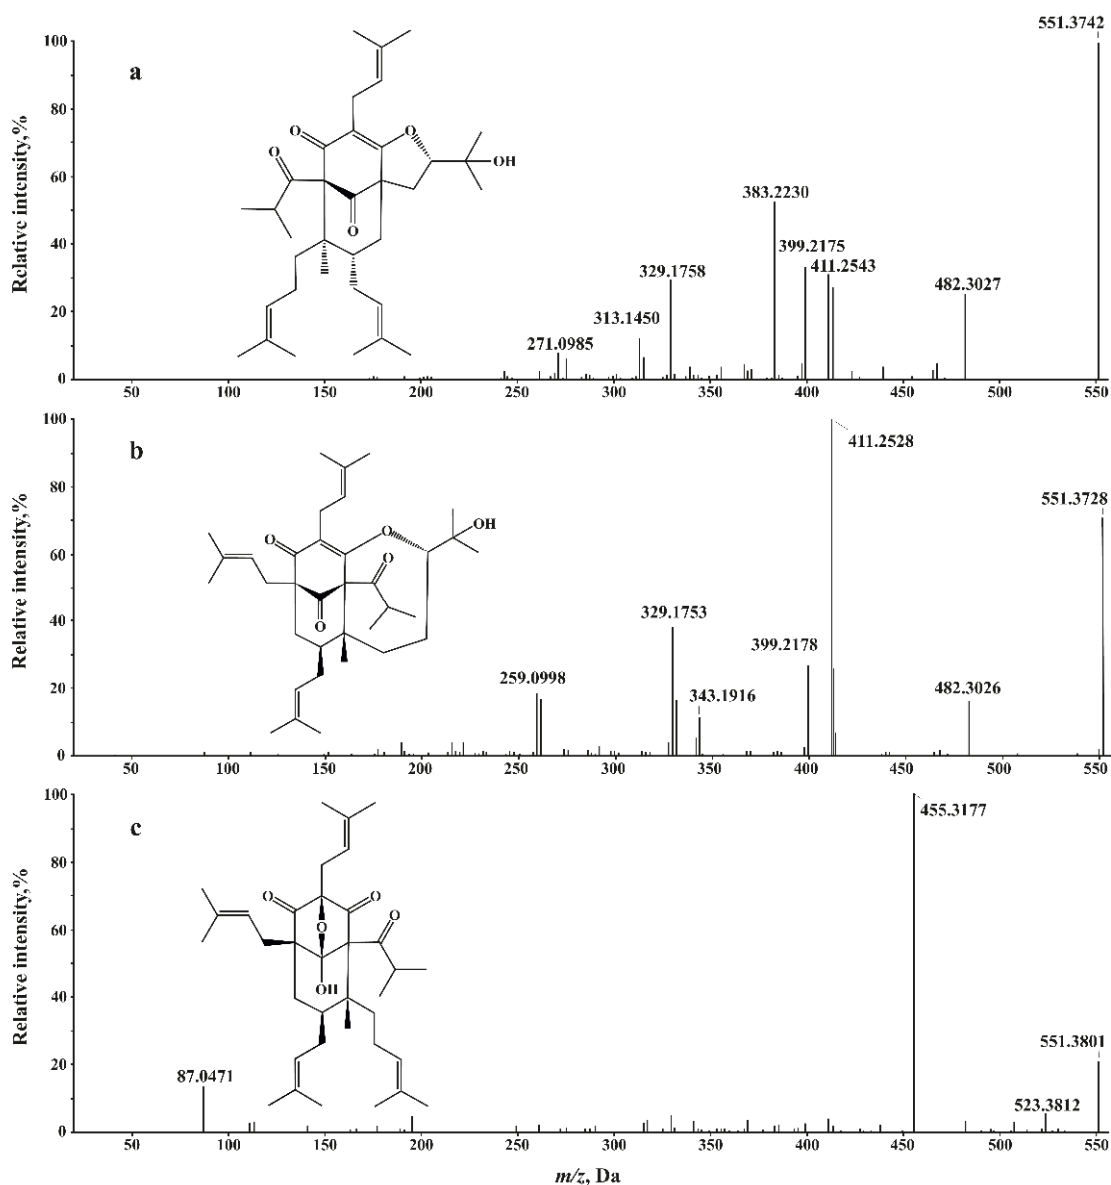 551.3742
100
a
O
80
O
OH
O
60
383.2230
O
399.2175
40
329.1758
411.2543
482.3027
20
313.1450
271.0985
0
50 100 150 200 250 300 350 400 450 500 550
Relative intensity,%
100
b
411.2528
80
OH
551.3728
O
O
60
O
40
O
329.1753
399.2178
20
259.0998
343.1916
482.3026
0
50 100 150 200 250 300 350 400 450 500 550
Relative intensity,%
100
c
455.3177
80
O
O
O
60
O
40
OH
20
87.0471
551.3801
523.3812
0
50 100 150 200 250 300 350 400 450 500 550
Relative intensity,%
m/z, Da